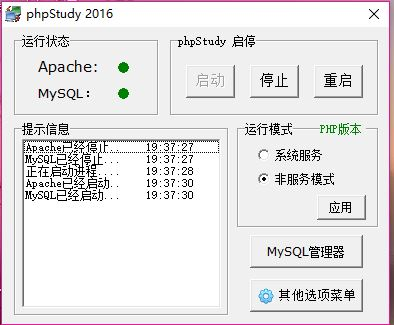 phpStudy 2016
运行状态
Apache:
MySQL:
phpStudy 启停
启动 停止 重启
提示信息
Apache已经停止.. 19:37:27
MySQL已经停止... 19:37:27
正在启动进程.... 19:37:28
Apache已经启动.. 19:37:30
MySQL已经启动... 19:37:30
运行模式 PHP版本
系统服务
非服务模式
应用
MySQL管理器
其他选项菜单